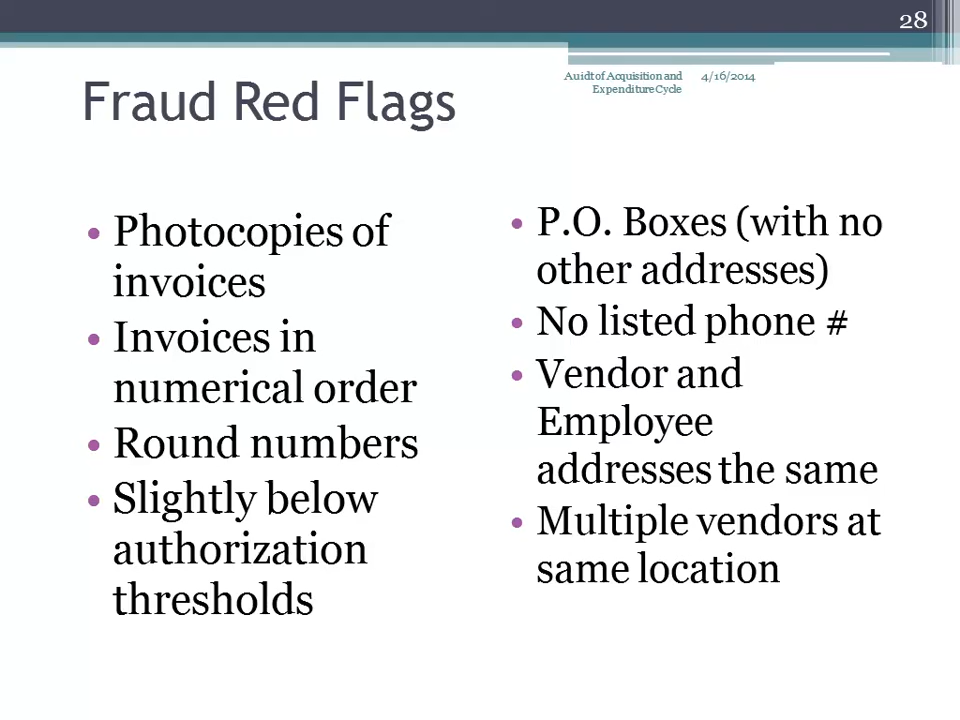 28
Auidt of Acquisition and
Expenditure Cycle
4/16/2014
Fraud Red Flags
• Photocopies of
invoices
• Invoices in
numerical order
• Round numbers
• Slightly below
authorization
thresholds
• P.O. Boxes (with no
other addresses)
• No listed phone #
• Vendor and
Employee
addresses the same
• Multiple vendors at
same location